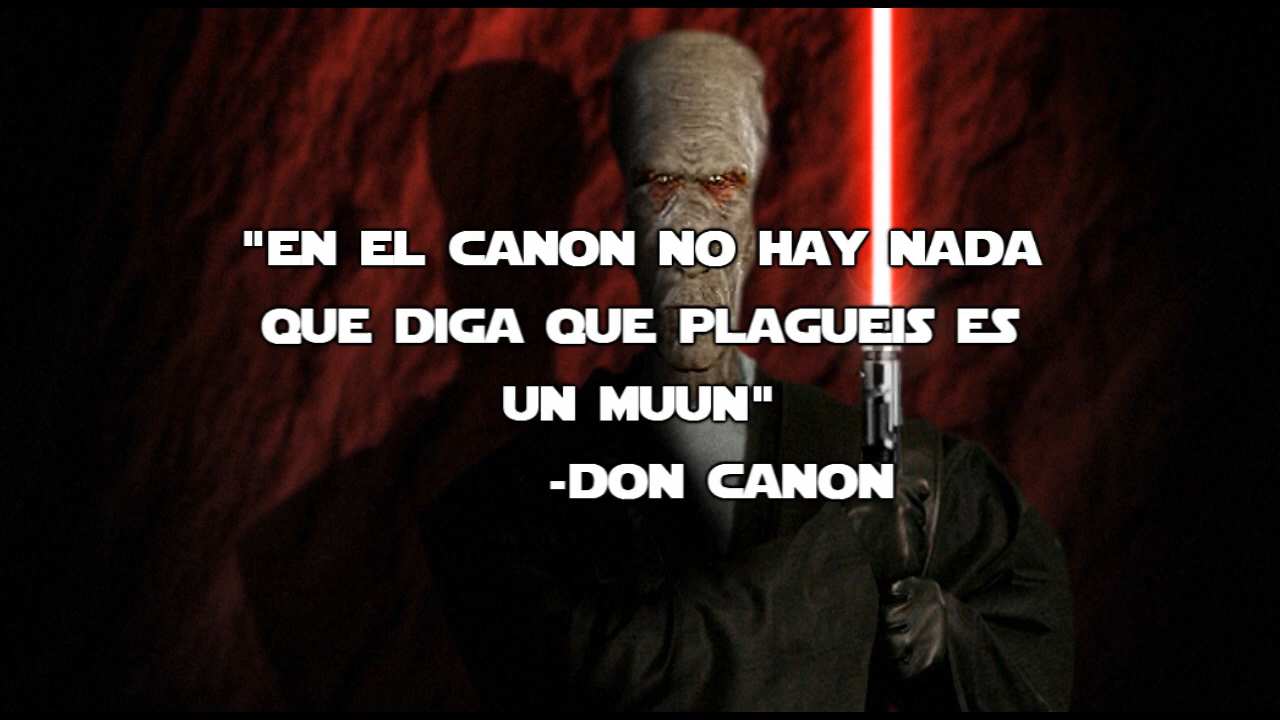 "EN EL CANON NO HAY NADA
QUE DIGA QUE PLAGUEIS ES
UN MUUN"
-DON CANON